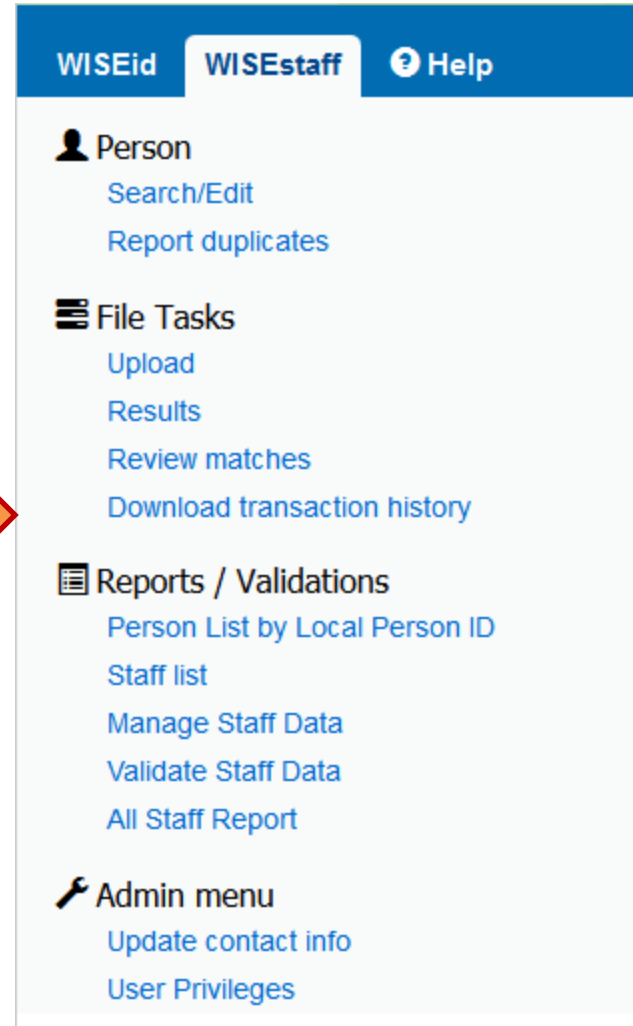 WISEid WISEstaff Help
Person
Search/Edit
Report duplicates
File Tasks
Upload
Results
Review matches
Download transaction history
Reports / Validations
Person List by Local Person ID
Staff list
Manage Staff Data
Validate Staff Data
All Staff Report
Admin menu
Update contact info
User Privileges